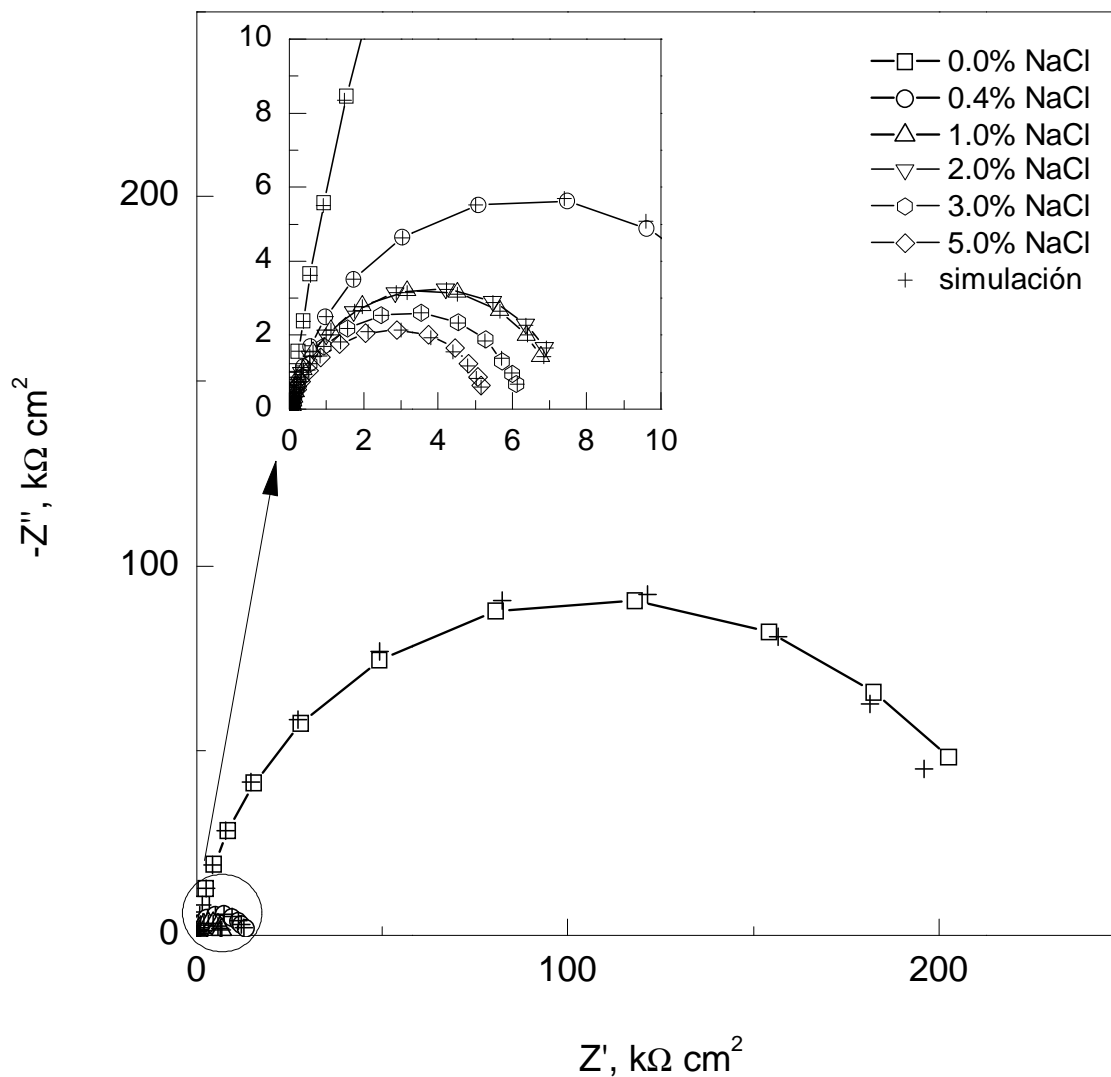 10
8
6
4
2
0
0 2 4 6 8 10
0.0% NaCl
0.4% NaCl
1.0% NaCl
2.0% NaCl
3.0% NaCl
5.0% NaCl
simulación
200
100
0
-Z'', kΩ cm²
0 100 200
Z', kΩ cm²